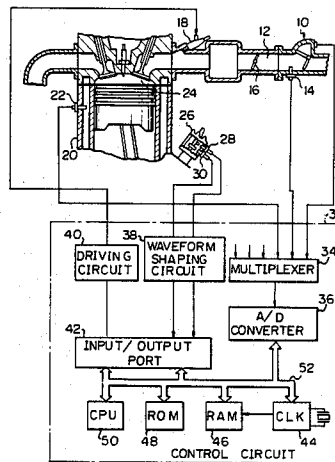 18
10
12
16
14
22
24
20
26
28
30
3
40
DRIVING CIRCUIT
38
WAVEFORM SHAPING CIRCUIT
MULTIPLEXER
34
A/D CONVERTER
36
42
INPUT/OUTPUT PORT
52
CPU
ROM
RAM
CLK
50
48
46
44
CONTROL CIRCUIT